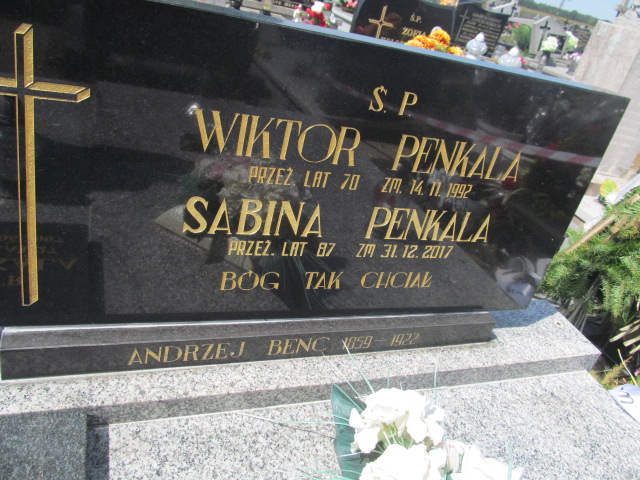 Ś.P.
ZOFIA
Ś. P
WIKTOR PENKALA
PRZEŻ. LAT 70 ZM. 14.11.1992
SABINA PENKALA
PRZEŻ. LAT 87 ZM 31.12.2017
BÓG TAK CHCIAŁ
ANDRZEJ BENC 1859-1922